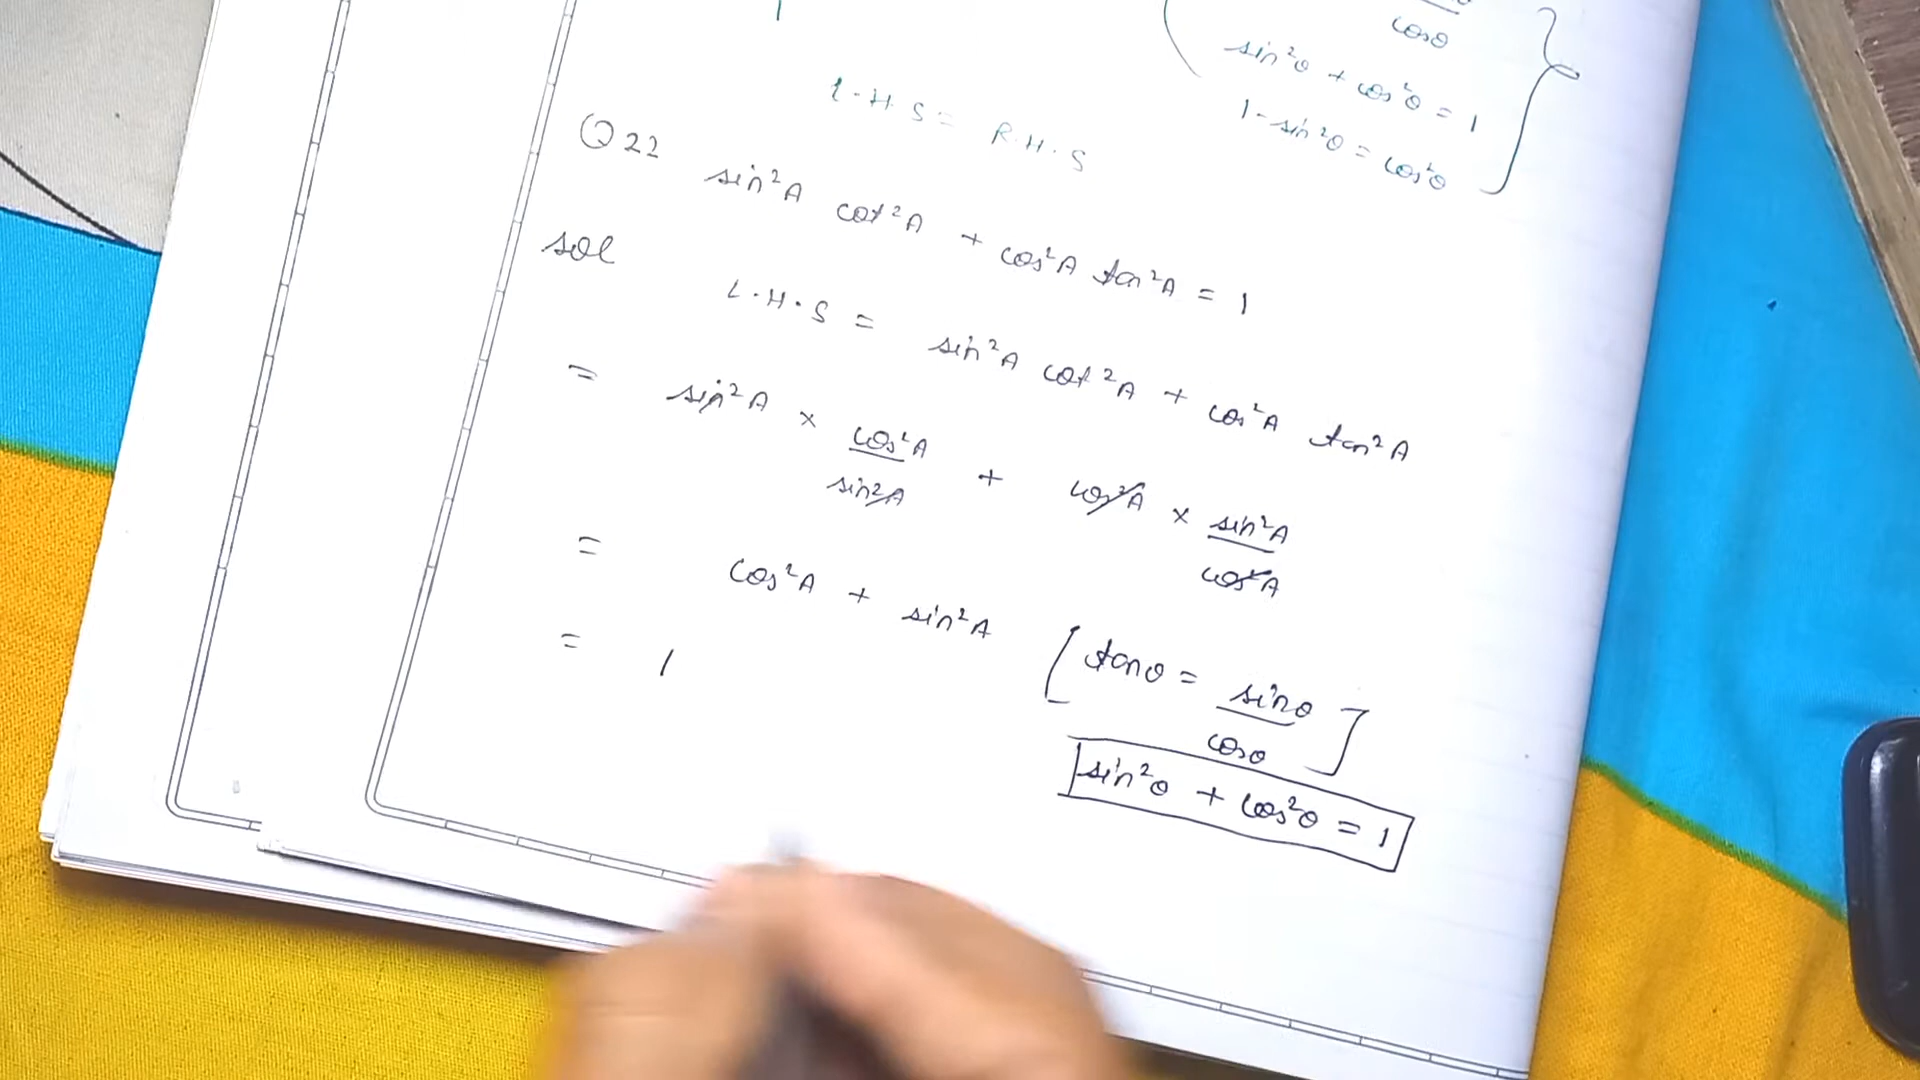 cosθ
sin²θ + cos²θ = 1
1 - sin²θ = cos²θ
L.H.S = R.H.S
Q22 sin²A cot²A + cos²A tan²A = 1
sol
L.H.S = sin²A cot²A + cos²A tan²A
= sin²A × cos²A/sin²A + cos²A × sin²A/cos²A
= cos²A + sin²A
[tanθ = sinθ/cosθ]
= 1
sin²θ + cos²θ = 1